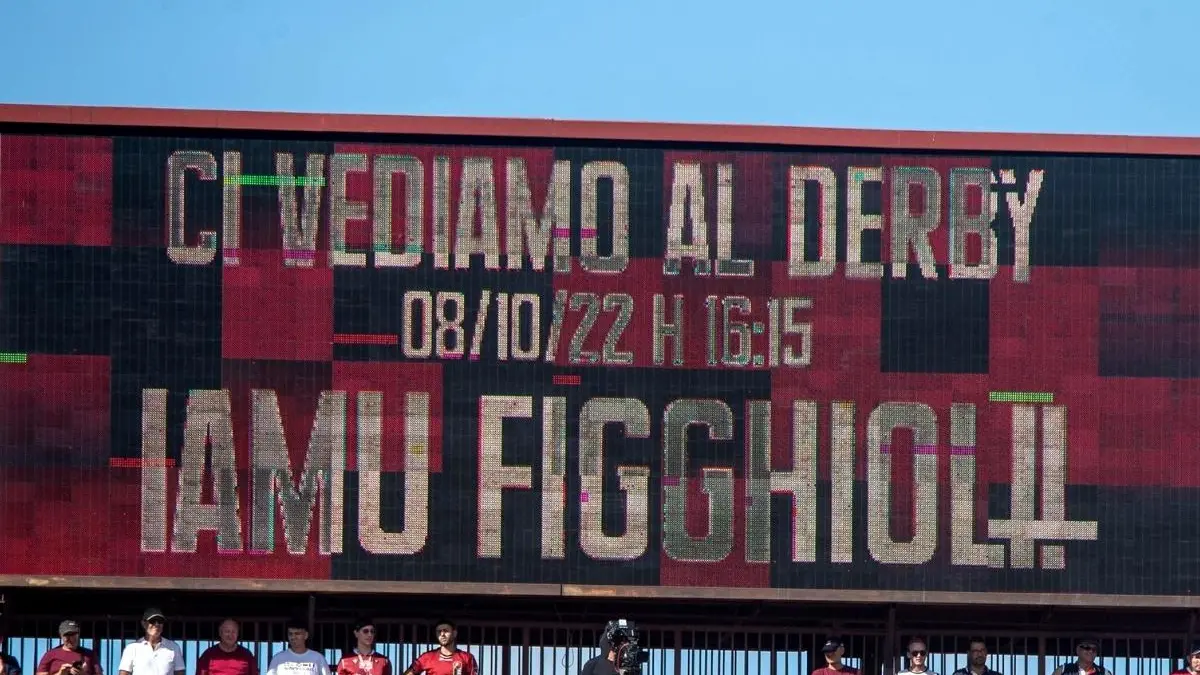 CI VEDIAMO AL DERBY
08/10/22 H 16:15
IAMU FIGGHIOLI!